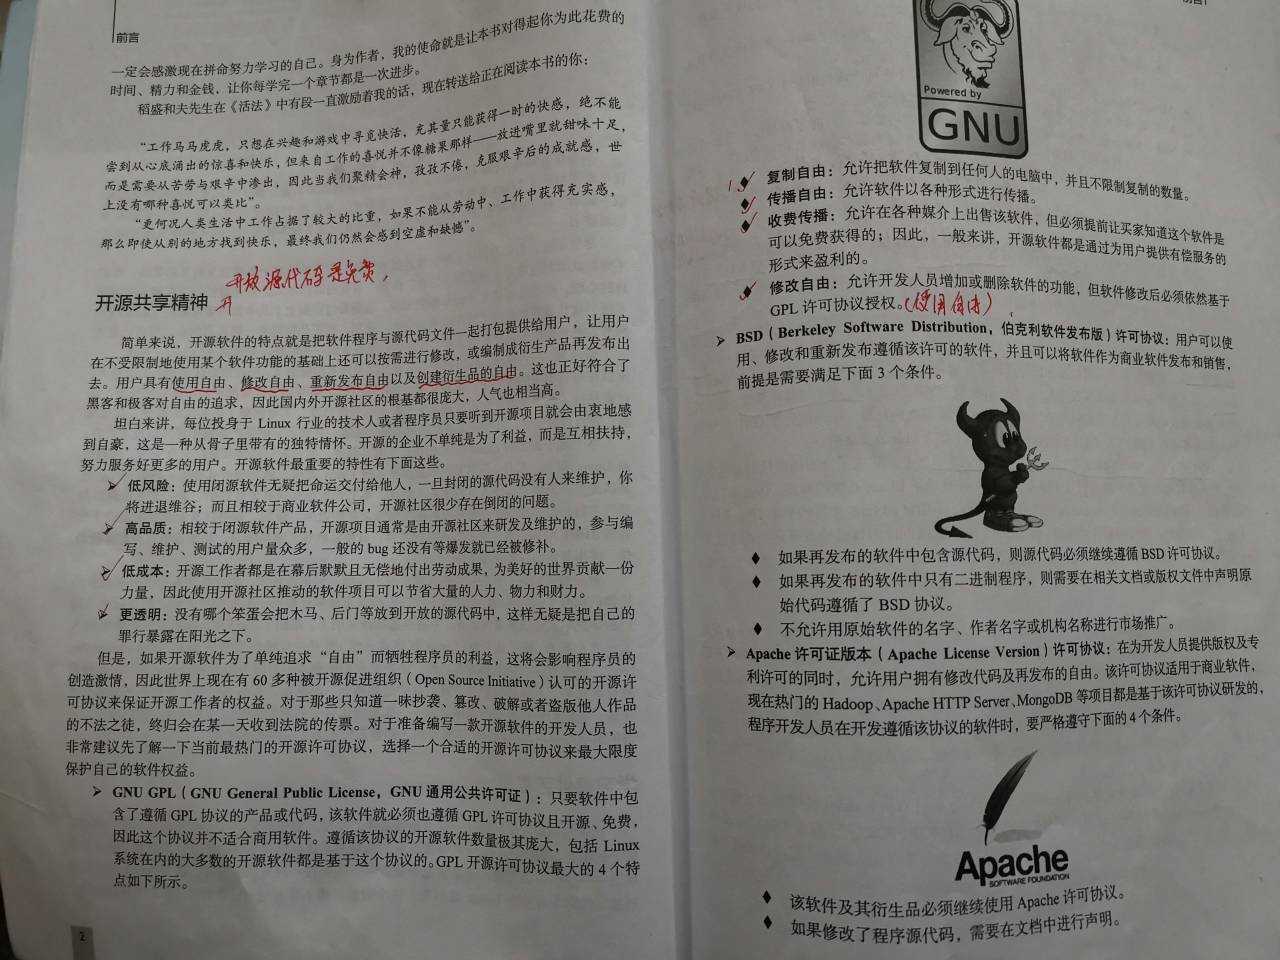 前言
一定会感激现在拼命努力学习的自己。身为作者，我的使命就是让本书对得起你为此花费的
时间、精力和金钱，让你每学完一个章节都是一次进步。
稻盛和夫先生在《活法》中有段一直激励着我的话，现在转送给正在阅读本书的你：
“工作马马虎虎，只想在兴趣和游戏中寻觅快活，充其量只能获得一时的快感，绝不能
尝到从心底涌出的惊喜和快乐，但来自工作的喜悦并不像糖果那样——放进嘴里就甜味十足，
而是需要从苦劳与艰辛中渗出，因此当我们聚精会神，孜孜不倦，克服艰辛后的成就感，世
上没有哪种喜悦可以类比”。
“更何况人类生活中工作占据了较大的比重，如果不能从劳动中、工作中获得充实感，
那么即使从别的地方找到快乐，最终我们仍然会感到空虚和缺憾”。
开放源代码是免费，
开源共享精神 开
简单来说，开源软件的特点就是把软件程序与源代码文件一起打包提供给用户，让用户
在不受限制地使用某个软件功能的基础上还可以按需进行修改，或编制成衍生产品再发布出
去。用户具有使用自由、修改自由、重新发布自由以及创建衍生品的自由。这也正好符合了
黑客和极客对自由的追求，因此国内外开源社区的根基都很庞大，人气也相当高。
坦白来讲，每位投身于 Linux 行业的技术人或者程序员只要听到开源项目就会由衷地感
到自豪，这是一种从骨子里带有的独特情怀。开源的企业不单纯是为了利益，而是互相扶持，
努力服务好更多的用户。开源软件最重要的特性有下面这些。
➢ 低风险：使用闭源软件无疑把命运交付给他人，一旦封闭的源代码没有人来维护，你
将进退维谷；而且相较于商业软件公司，开源社区很少存在倒闭的问题。
➢ 高品质：相较于闭源软件产品，开源项目通常是由开源社区来研发及维护的，参与编
写、维护、测试的用户量众多，一般的 bug 还没有等爆发就已经被修补。
➢ 低成本：开源工作者都是在幕后默默且无偿地付出劳动成果，为美好的世界贡献一份
力量，因此使用开源社区推动的软件项目可以节省大量的人力、物力和财力。
➢ 更透明：没有哪个笨蛋会把木马、后门等放到开放的源代码中，这样无疑是把自己的
罪行暴露在阳光之下。
但是，如果开源软件为了单纯追求“自由”而牺牲程序员的利益，这将会影响程序员的
创造激情，因此世界上现在有 60 多种被开源促进组织（Open Source Initiative）认可的开源许
可协议来保证开源工作者的权益。对于那些只知道一味抄袭、篡改、破解或者盗版他人作品
的不法之徒，终归会在某一天收到法院的传票。对于准备编写一款开源软件的开发人员，也
非常建议先了解一下当前最热门的开源许可协议，选择一个合适的开源许可协议来最大限度
保护自己的软件权益。
➢ GNU GPL（GNU General Public License，GNU 通用公共许可证）：只要软件中包
含了遵循 GPL 协议的产品或代码，该软件就必须也遵循 GPL 许可协议且开源、免费，
因此这个协议并不适合商用软件。遵循该协议的开源软件数量极其庞大，包括 Linux
系统在内的大多数的开源软件都是基于这个协议的。GPL 开源许可协议最大的 4 个特
点如下所示。
2
Powered by
GNU
♦ 复制自由：允许把软件复制到任何人的电脑中，并且不限制复制的数量。
♦ 传播自由：允许软件以各种形式进行传播。
♦ 收费传播：允许在各种媒介上出售该软件，但必须提前让买家知道这个软件是
可以免费获得的；因此，一般来讲，开源软件都是通过为用户提供有偿服务的
形式来盈利的。
♦ 修改自由：允许开发人员增加或删除软件的功能，但软件修改后必须依然基于
GPL 许可协议授权。（使用自由）
➢ BSD（Berkeley Software Distribution，伯克利软件发布版）许可协议：用户可以使
用、修改和重新发布遵循该许可的软件，并且可以将软件作为商业软件发布和销售，
前提是需要满足下面 3 个条件。
♦ 如果再发布的软件中包含源代码，则源代码必须继续遵循 BSD 许可协议。
♦ 如果再发布的软件中只有二进制程序，则需要在相关文档或版权文件中声明原
始代码遵循了 BSD 协议。
♦ 不允许用原始软件的名字、作者名字或机构名称进行市场推广。
➢ Apache 许可证版本（Apache License Version）许可协议：在为开发人员提供版权及专
利许可的同时，允许用户拥有修改代码及再发布的自由。该许可协议适用于商业软件，
现在热门的 Hadoop、Apache HTTP Server、MongoDB 等项目都是基于该许可协议研发的，
程序开发人员在开发遵循该协议的软件时，要严格遵守下面的 4 个条件。
Apache
SOFTWARE FOUNDATION
♦ 该软件及其衍生品必须继续使用 Apache 许可协议。
♦ 如果修改了程序源代码，需要在文档中进行声明。